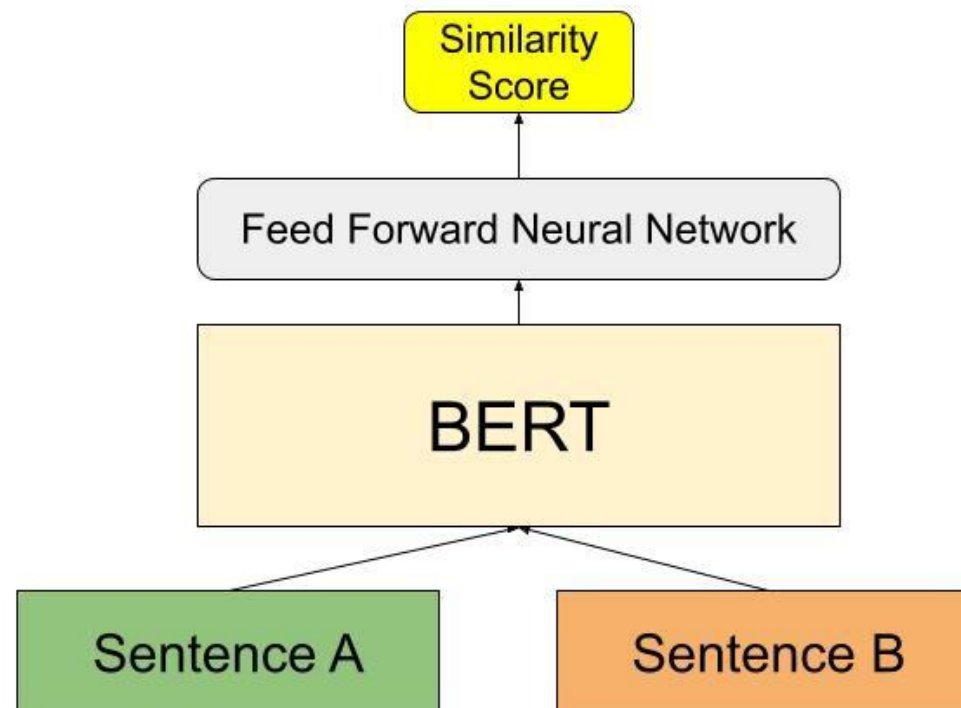 Similarity
Score
Feed Forward Neural Network
BERT
Sentence A
Sentence B